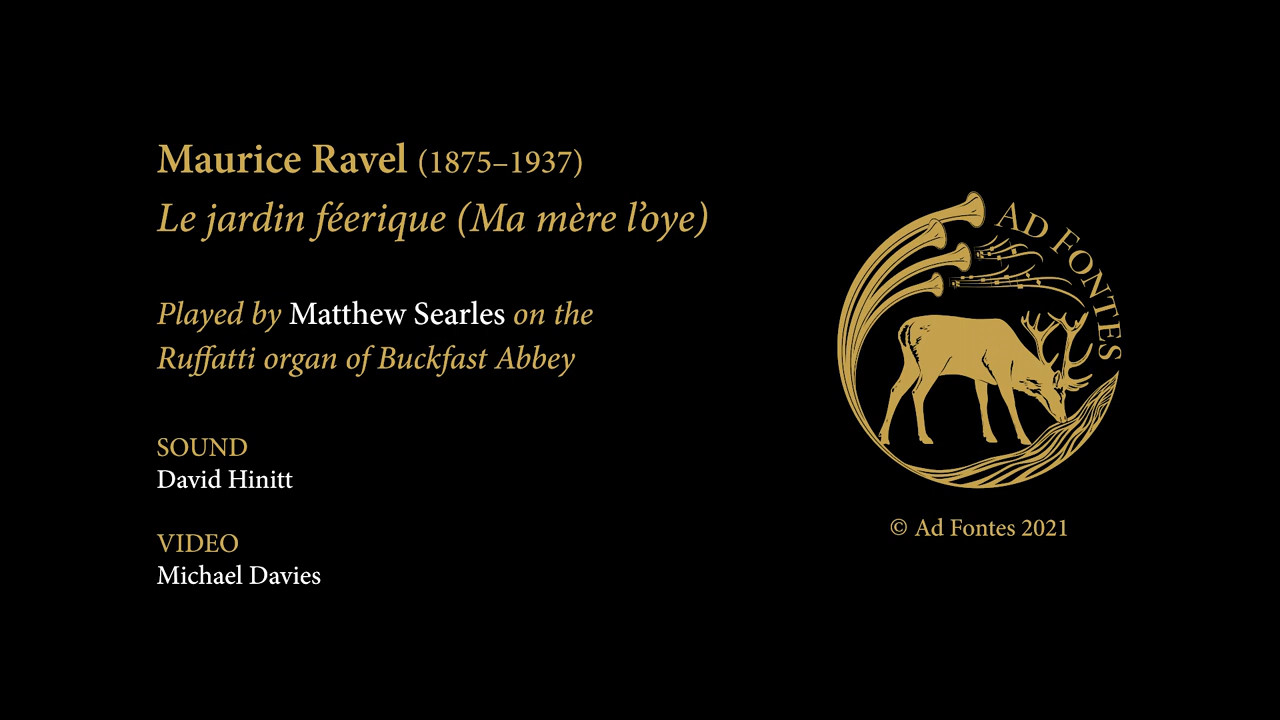 Maurice Ravel (1875–1937)
Le jardin féerique (Ma mère l’oye)
Played by Matthew Searles on the
Ruffatti organ of Buckfast Abbey
SOUND
David Hinitt
VIDEO
Michael Davies
AD FONTES
© Ad Fontes 2021